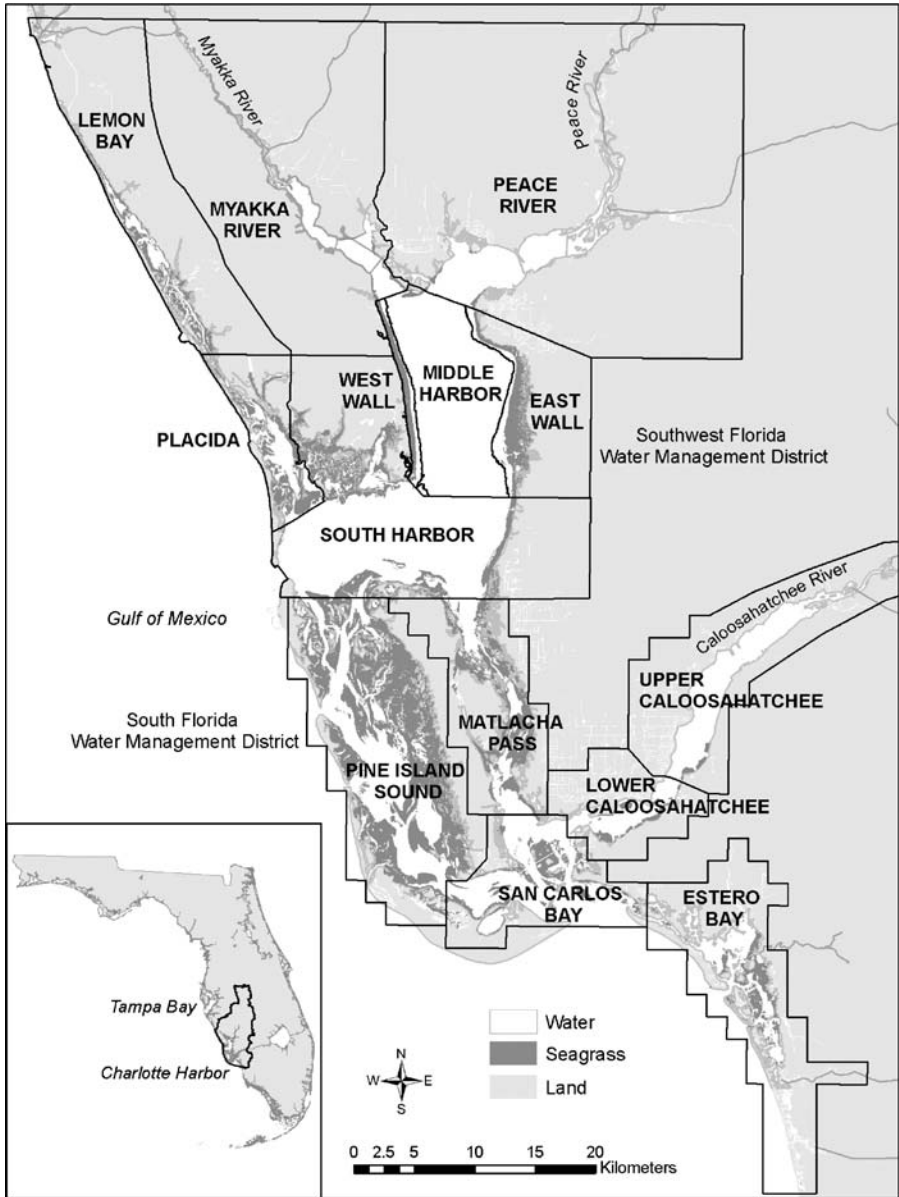 Myakka River
Peace River
LEMON
BAY
PEACE
RIVER
MYAKKA
RIVER
WEST
WALL
MIDDLE
HARBOR
EAST
WALL
PLACIDA
Southwest Florida
Water Management District
SOUTH HARBOR
Gulf of Mexico
Caloosahatchee River
UPPER
CALOOSAHATCHEE
South Florida
Water Management District
MATLACHA
PASS
PINE ISLAND
SOUND
LOWER
CALOOSAHATCHEE
SAN CARLOS
BAY
ESTERO
BAY
Tampa Bay
Charlotte Harbor
N
W E
S
Water
Seagrass
Land
0 2.5 5 10 15 20
Kilometers